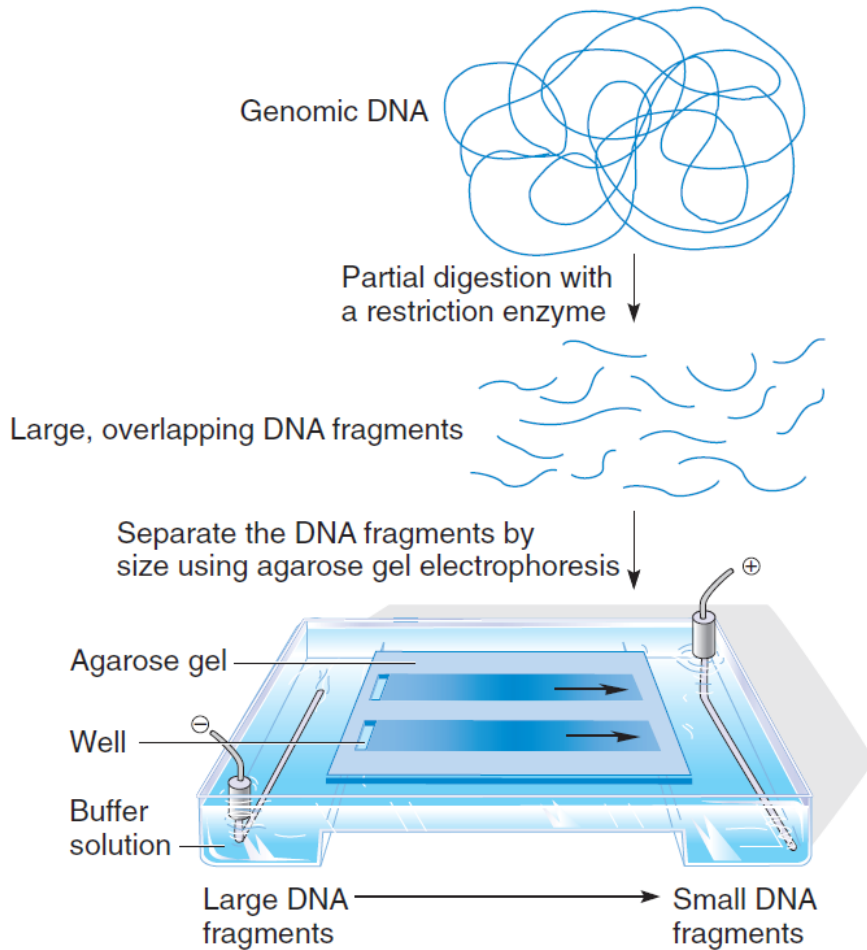 Genomic DNA
Partial digestion with
a restriction enzyme
Large, overlapping DNA fragments
Separate the DNA fragments by
size using agarose gel electrophoresis
+
Agarose gel
−
Well
Buffer
solution
Large DNA
fragments
Small DNA
fragments